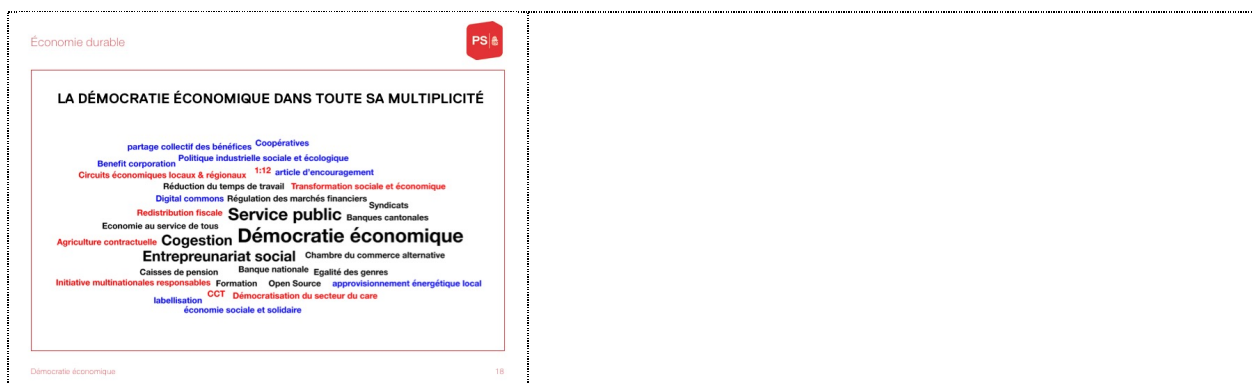 Économie durable
PS
LA DÉMOCRATIE ÉCONOMIQUE DANS TOUTE SA MULTIPLICITÉ
partage collectif des bénéfices Coopératives
Benefit corporation Politique industrielle sociale et écologique
Circuits économiques locaux & régionaux 1:12 article d'encouragement
Réduction du temps de travail Transformation sociale et économique
Digital commons Régulation des marchés financiers Syndicats
Redistribution fiscale Service public Banques cantonales
Economie au service de tous
Agriculture contractuelle Cogestion Démocratie économique
Entrepreunariat social Chambre du commerce alternative
Caisses de pension Banque nationale Egalité des genres
Initiative multinationales responsables Formation Open Source approvisionnement énergétique local
labellisation CCT Démocratisation du secteur du care
économie sociale et solidaire
Démocratie économique 18